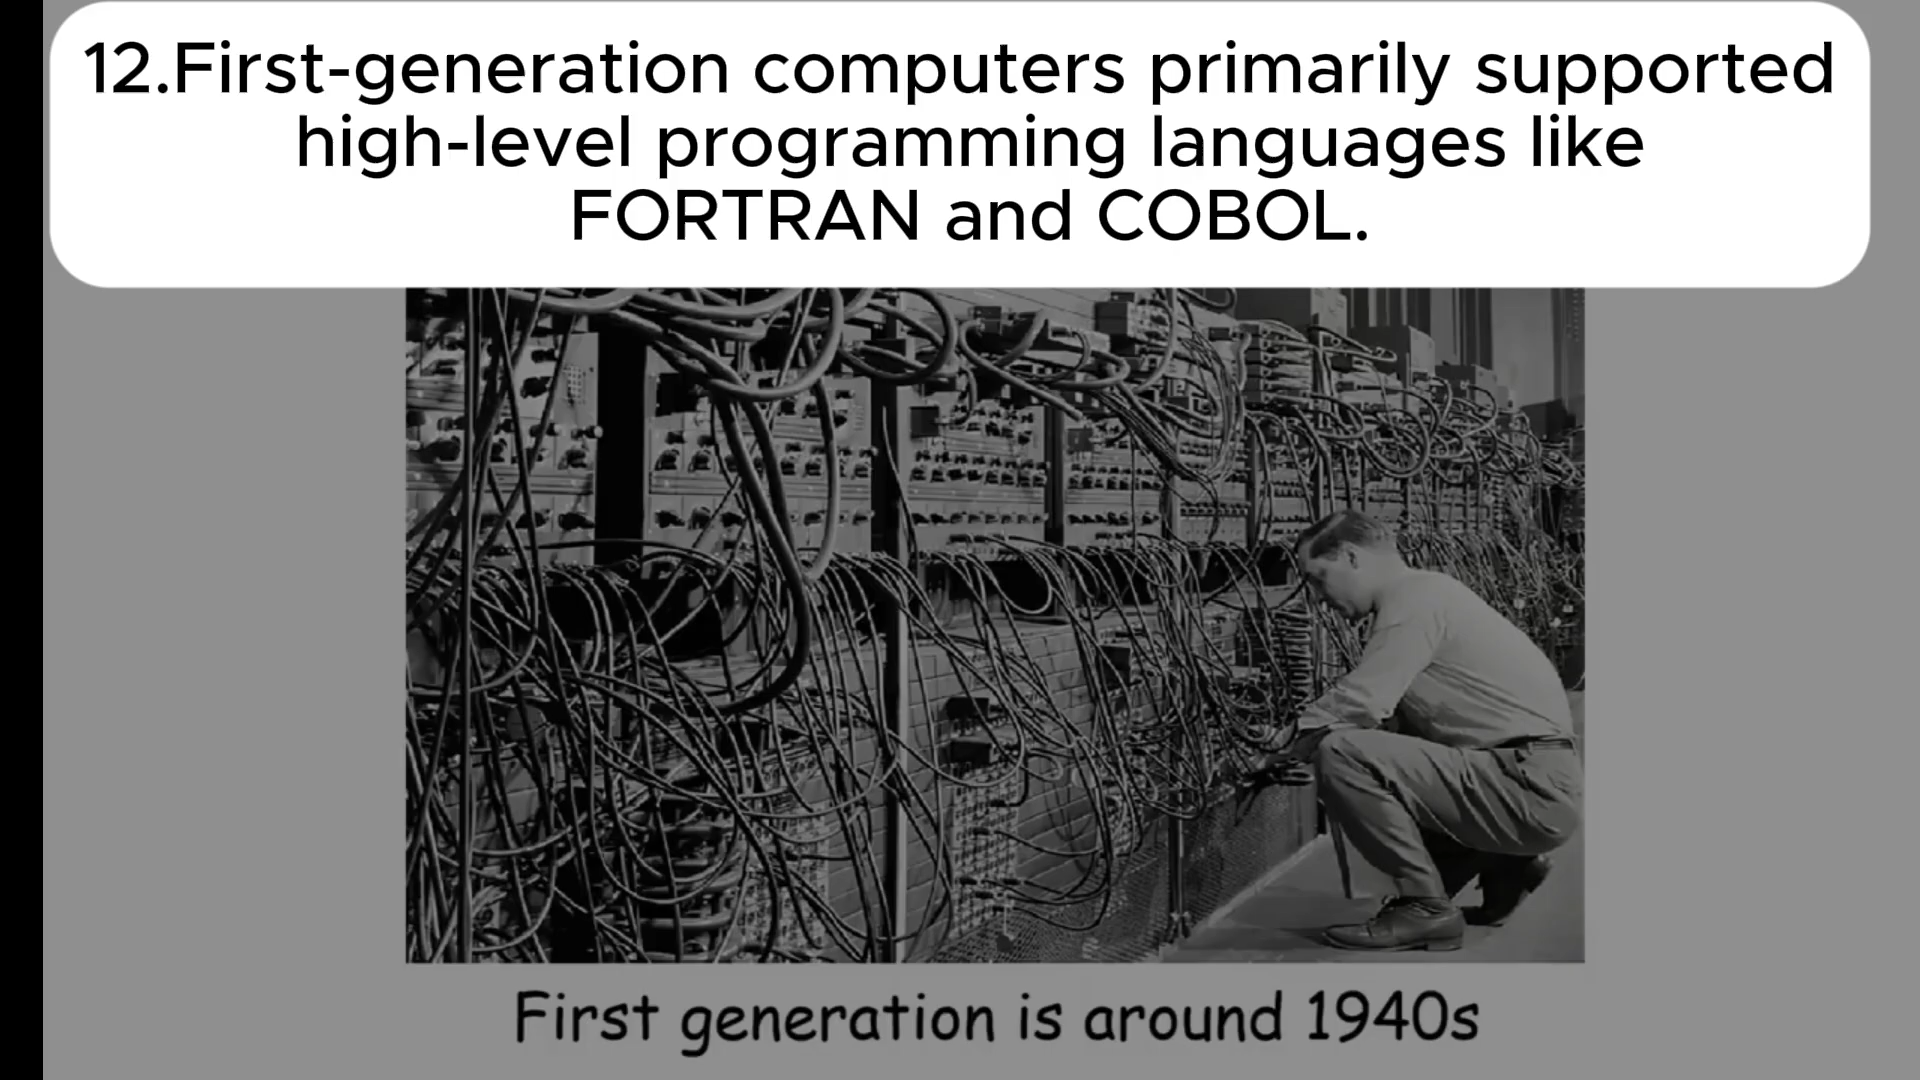 12.First-generation computers primarily supported
high-level programming languages like
FORTRAN and COBOL.
First generation is around 1940s